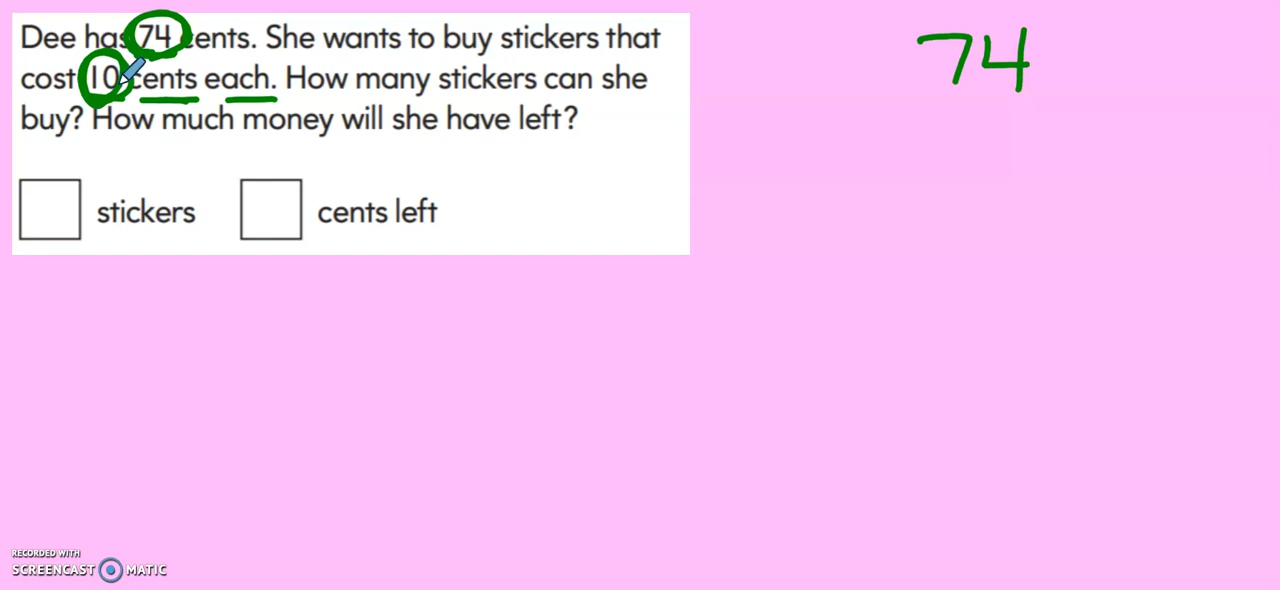 Dee has 74 cents. She wants to buy stickers that
cost 10 cents each. How many stickers can she
buy? How much money will she have left?
stickers cents left
74
RECORDED WITH
SCREENCAST MATIC